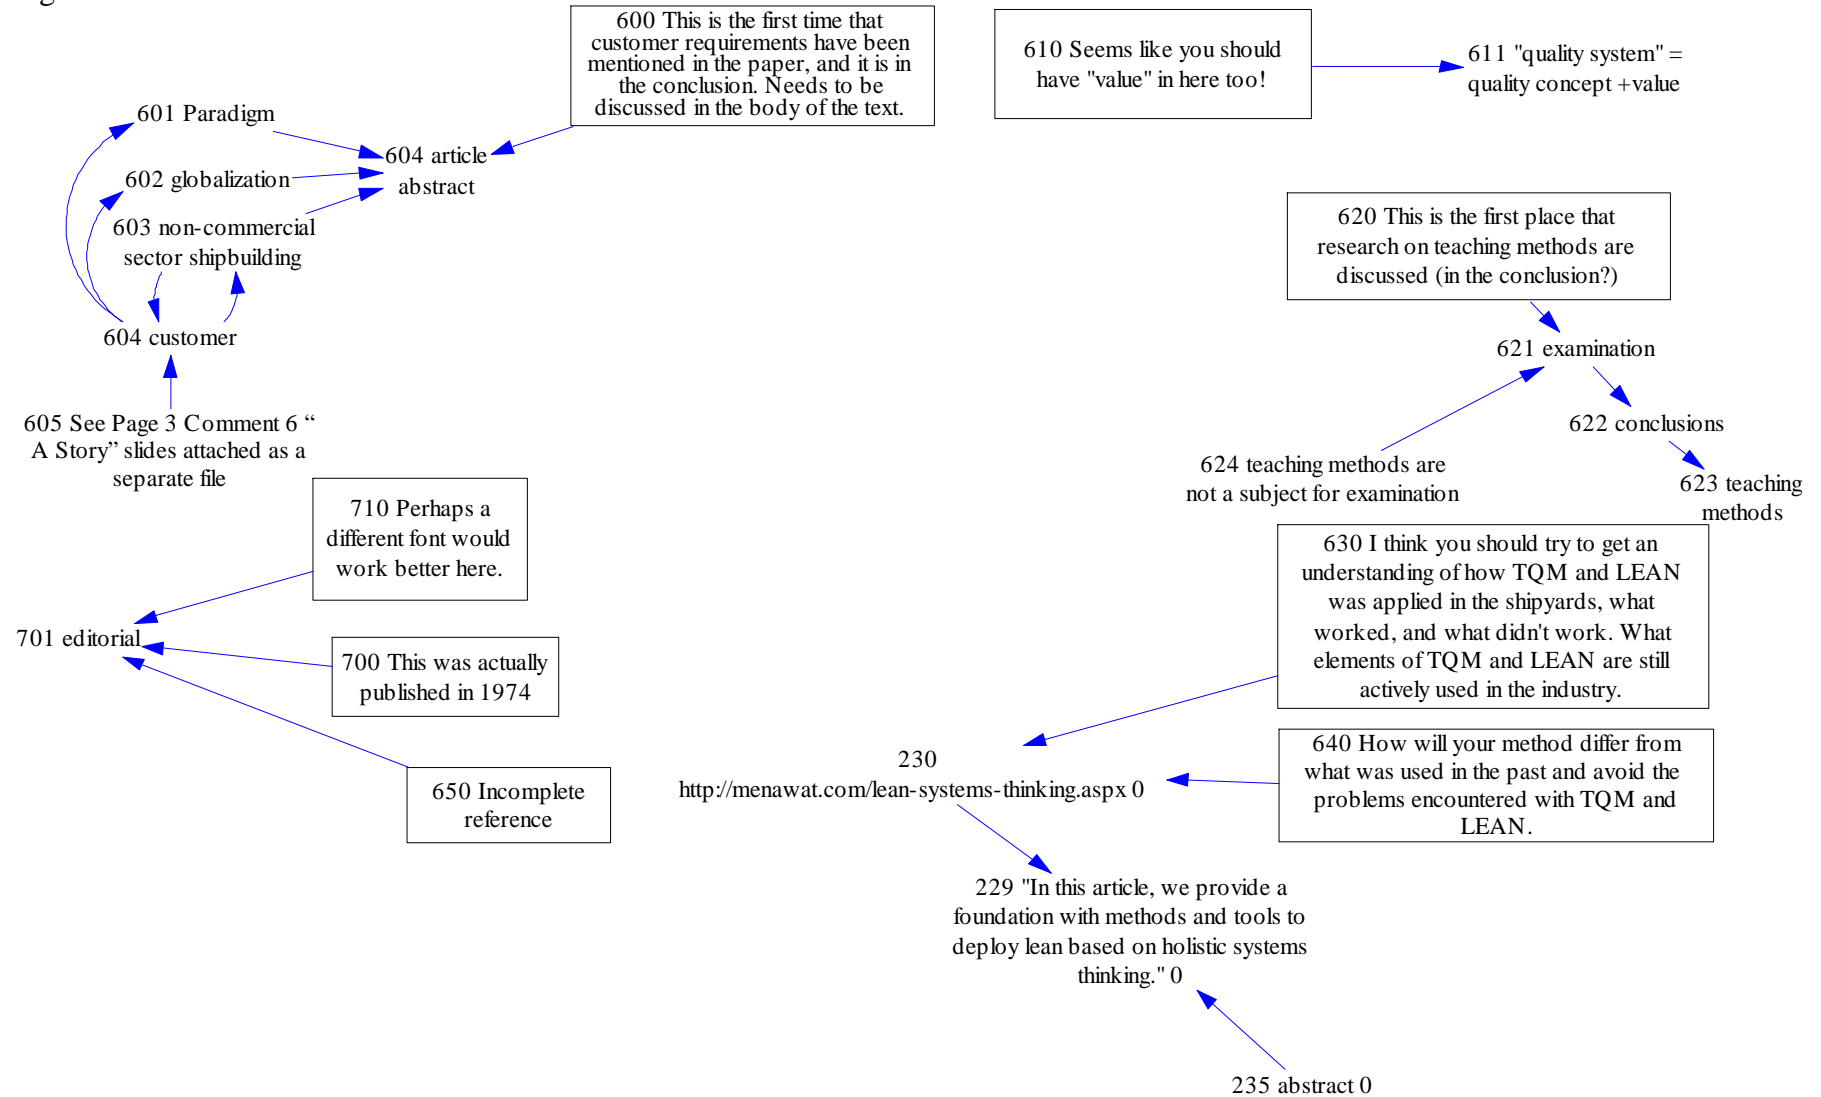 600 This is the first time that
customer requirements have been
mentioned in the paper, and it is in
the conclusion. Needs to be
discussed in the body of the text.
610 Seems like you should
have "value" in here too!
611 "quality system" =
quality concept +value
601 Paradigm
604 article
abstract
602 globalization
603 non-commercial
sector shipbuilding
604 customer
605 See Page 3 Comment 6 “
A Story” slides attached as a
separate file
620 This is the first place that
research on teaching methods are
discussed (in the conclusion?)
621 examination
622 conclusions
623 teaching
methods
624 teaching methods are
not a subject for examination
710 Perhaps a
different font would
work better here.
701 editorial
700 This was actually
published in 1974
650 Incomplete
reference
630 I think you should try to get an
understanding of how TQM and LEAN
was applied in the shipyards, what
worked, and what didn't work. What
elements of TQM and LEAN are still
actively used in the industry.
640 How will your method differ from
what was used in the past and avoid the
problems encountered with TQM and
LEAN.
230
http://menawat.com/lean-systems-thinking.aspx 0
229 "In this article, we provide a
foundation with methods and tools to
deploy lean based on holistic systems
thinking." 0
235 abstract 0